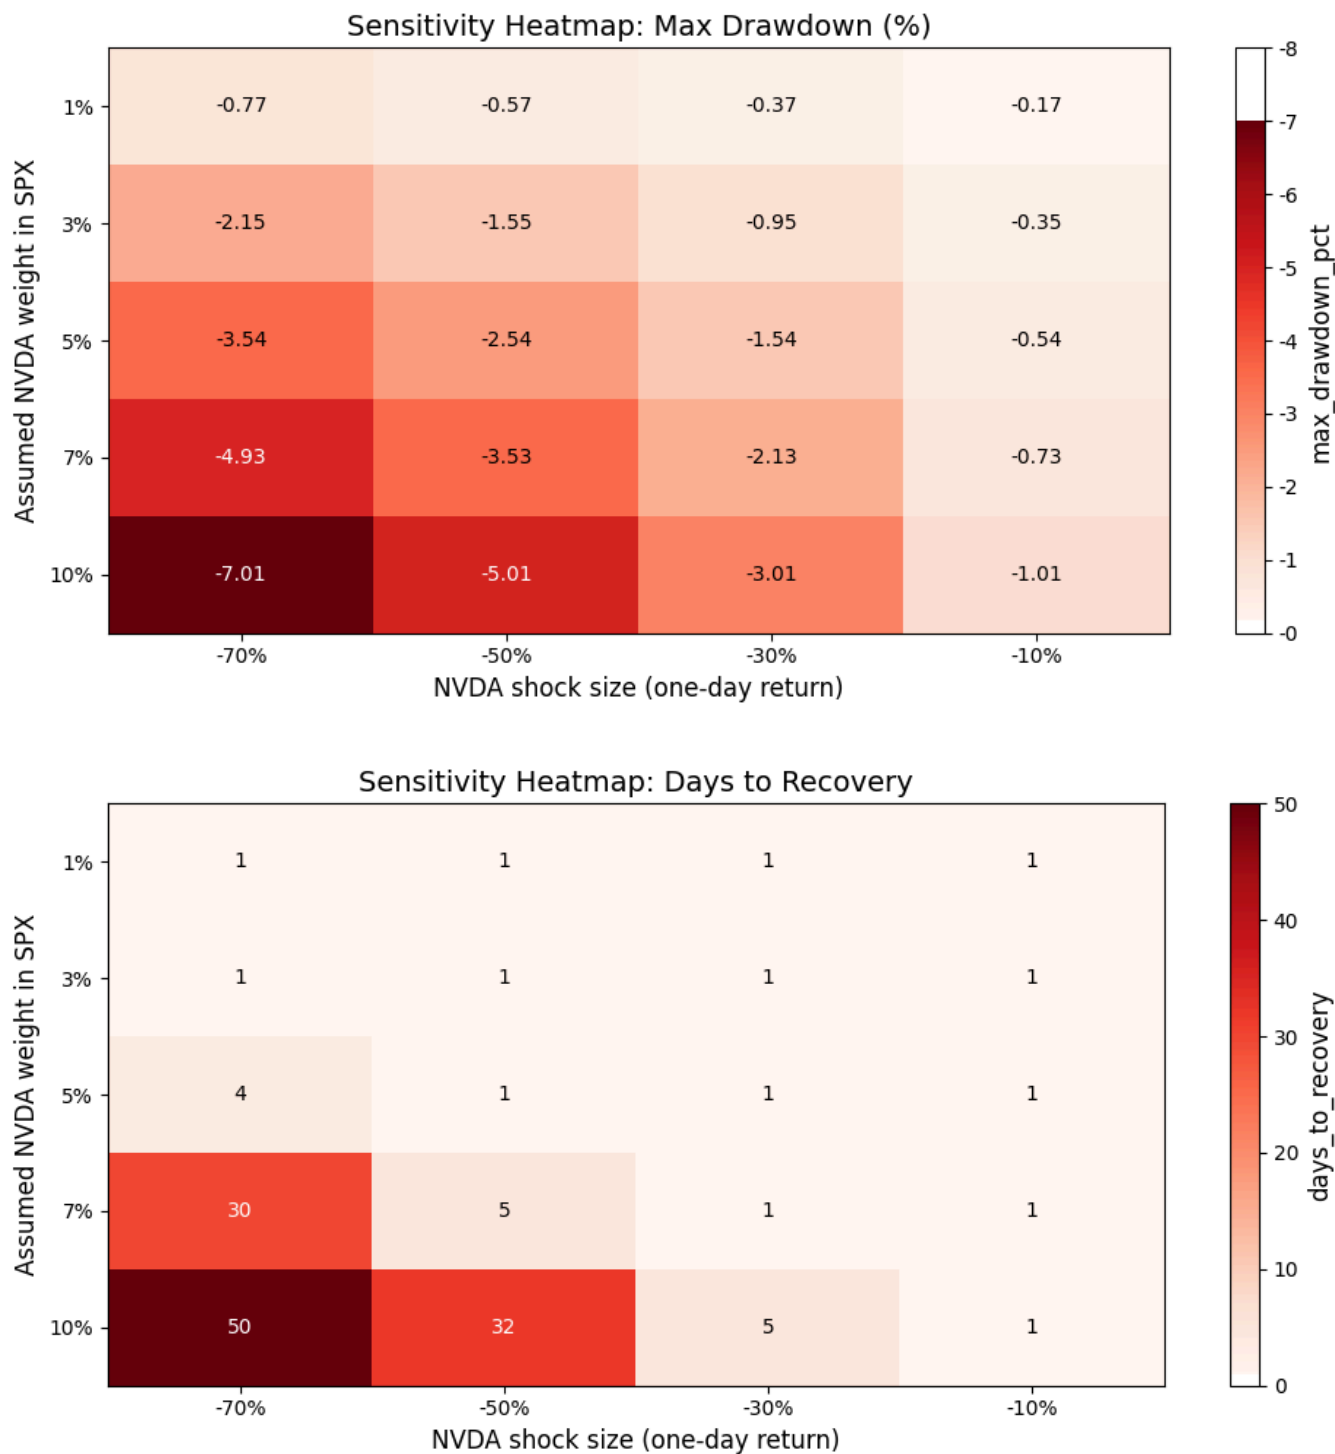 Sensitivity Heatmap: Max Drawdown (%)
Assumed NVDA weight in SPX
1% -0.77 -0.57 -0.37 -0.17
3% -2.15 -1.55 -0.95 -0.35
5% -3.54 -2.54 -1.54 -0.54
7% -4.93 -3.53 -2.13 -0.73
10% -7.01 -5.01 -3.01 -1.01
-70% -50% -30% -10%
NVDA shock size (one-day return)
-8
-7
-6
-5
-4
-3
-2
-1
-0
max_drawdown_pct
Sensitivity Heatmap: Days to Recovery
Assumed NVDA weight in SPX
1% 1 1 1 1
3% 1 1 1 1
5% 4 1 1 1
7% 30 5 1 1
10% 50 32 5 1
-70% -50% -30% -10%
NVDA shock size (one-day return)
50
40
30
20
10
0
days_to_recovery